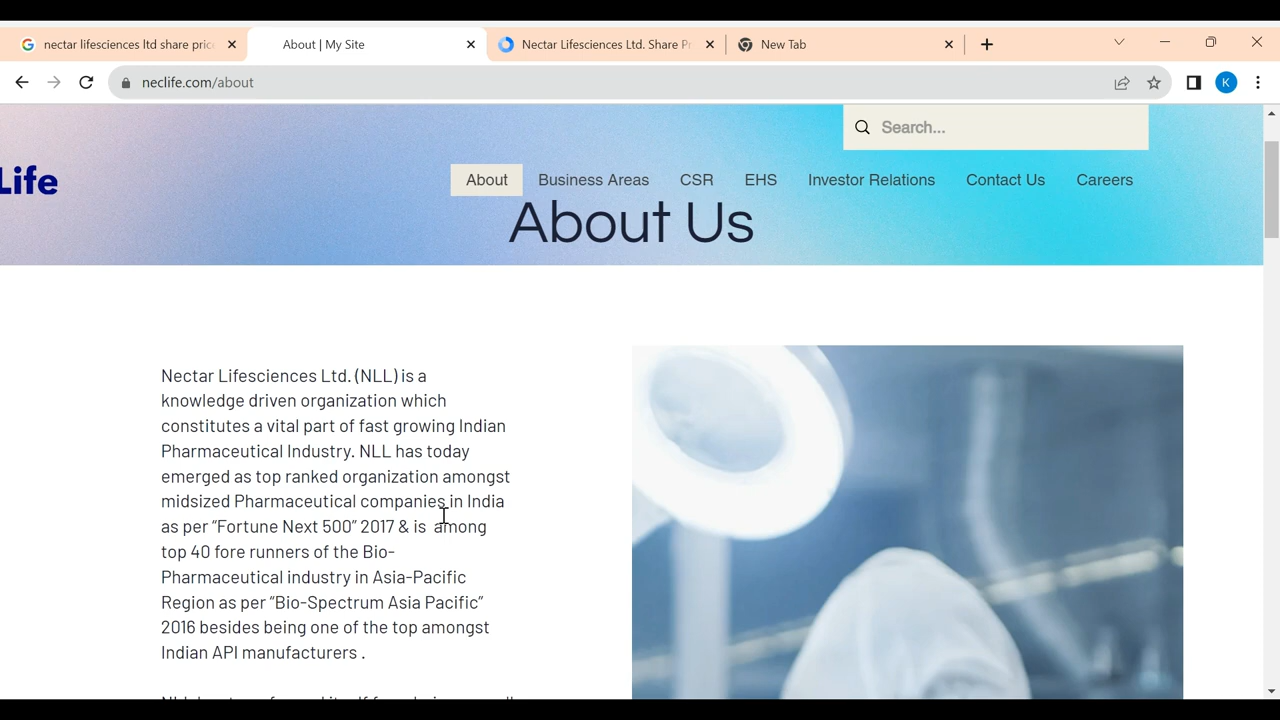 nectar lifesciences ltd share pric
About | My Site
Nectar Lifesciences Ltd. Share Pr
New Tab
neclife.com/about
K
Search...
Life
About
Business Areas
CSR
EHS
Investor Relations
Contact Us
Careers
About Us
Nectar Lifesciences Ltd. (NLL) is a
knowledge driven organization which
constitutes a vital part of fast growing Indian
Pharmaceutical Industry. NLL has today
emerged as top ranked organization amongst
midsized Pharmaceutical companies in India
as per “Fortune Next 500” 2017 & is  among
top 40 fore runners of the Bio-
Pharmaceutical industry in Asia-Pacific
Region as per “Bio-Spectrum Asia Pacific”
2016 besides being one of the top amongst
Indian API manufacturers .